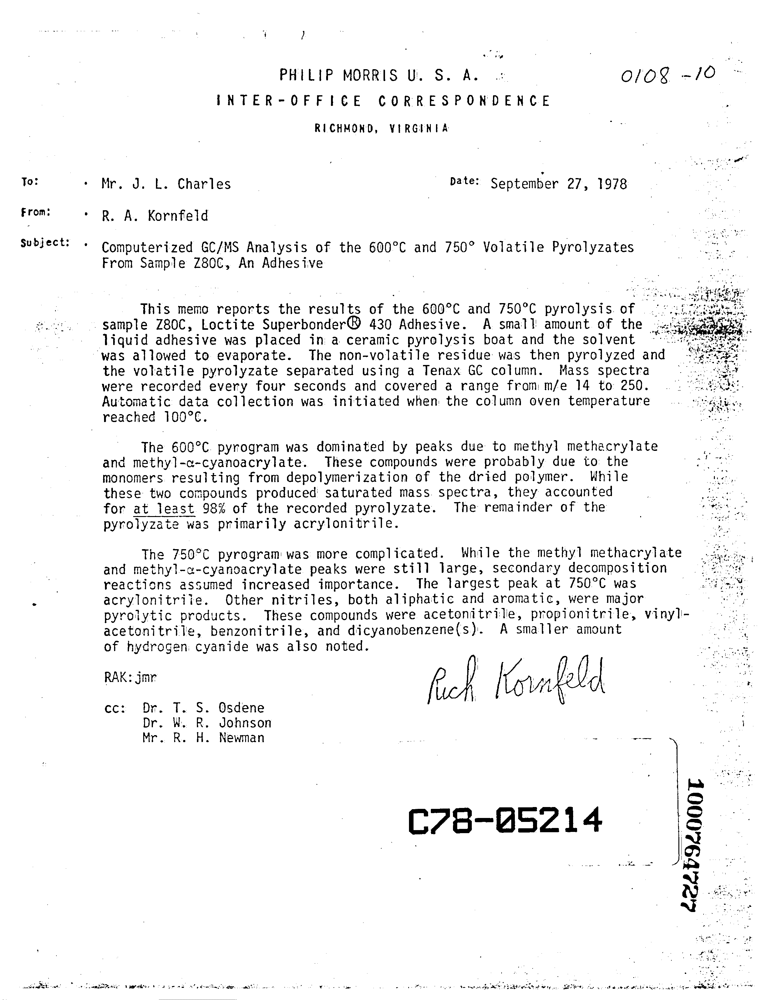 PHILIP MORRIS U. S. A.
0108-10
INTER-OFFICE CORRESPONDENCE
RICHMOND, VIRGINIA
To: Mr. J. L. Charles Date: September 27, 1978
From: R. A. Kornfeld
Subject: Computerized GC/MS Analysis of the 600°C and 750° Volatile Pyrolyzates
From Sample Z80C, An Adhesive
This memo reports the results of the 600°C and 750°C pyrolysis of
sample Z80C, Loctite Superbonder® 430 Adhesive. A small amount of the
liquid adhesive was placed in a ceramic pyrolysis boat and the solvent
was allowed to evaporate. The non-volatile residue was then pyrolyzed and
the volatile pyrolyzate separated using a Tenax GC column. Mass spectra
were recorded every four seconds and covered a range from m/e 14 to 250.
Automatic data collection was initiated when the column oven temperature
reached 100°C.
The 600°C pyrogram was dominated by peaks due to methyl methacrylate
and methyl-α-cyanoacrylate. These compounds were probably due to the
monomers resulting from depolymerization of the dried polymer. While
these two compounds produced saturated mass spectra, they accounted
for at least 98% of the recorded pyrolyzate. The remainder of the
pyrolyzate was primarily acrylonitrile.
The 750°C pyrogram was more complicated. While the methyl methacrylate
and methyl-α-cyanoacrylate peaks were still large, secondary decomposition
reactions assumed increased importance. The largest peak at 750°C was
acrylonitrile. Other nitriles, both aliphatic and aromatic, were major
pyrolytic products. These compounds were acetonitrile, propionitrile, vinyl-
acetonitrile, benzonitrile, and dicyanobenzene(s). A smaller amount
of hydrogen cyanide was also noted.
RAK:jmr
Rich Kornfeld
cc: Dr. T. S. Osdene
Dr. W. R. Johnson
Mr. R. H. Newman
C78-05214
1000764727